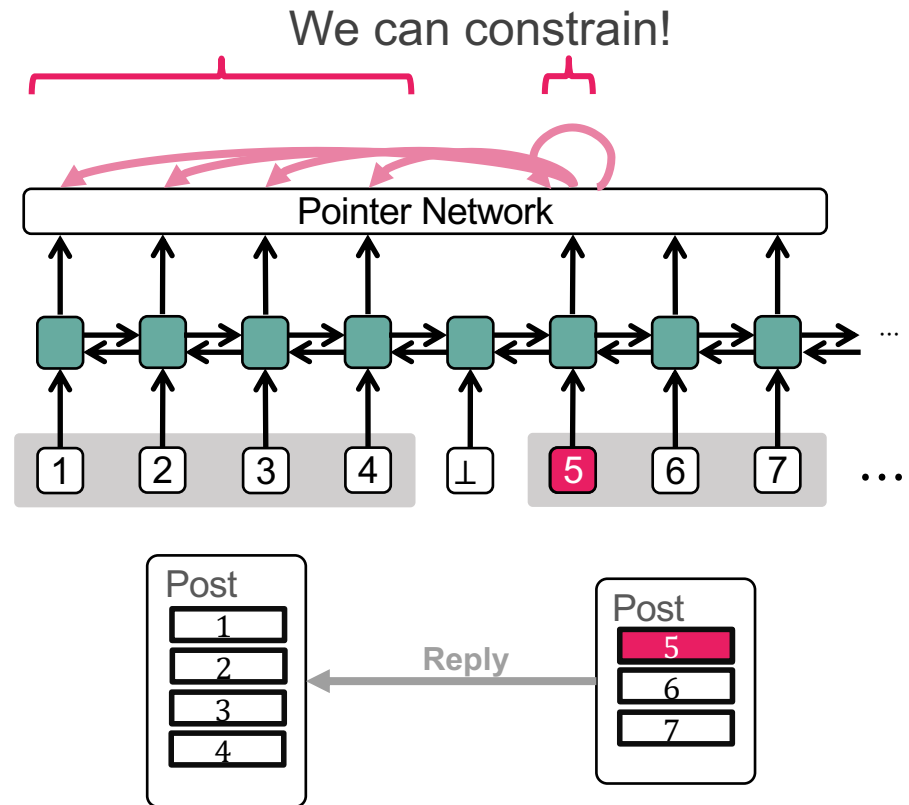 We can constrain!
Pointer Network
...
1 2 3 4 ⊥ 5 6 7 ...
Post
1
2
3
4
Reply
Post
5
6
7